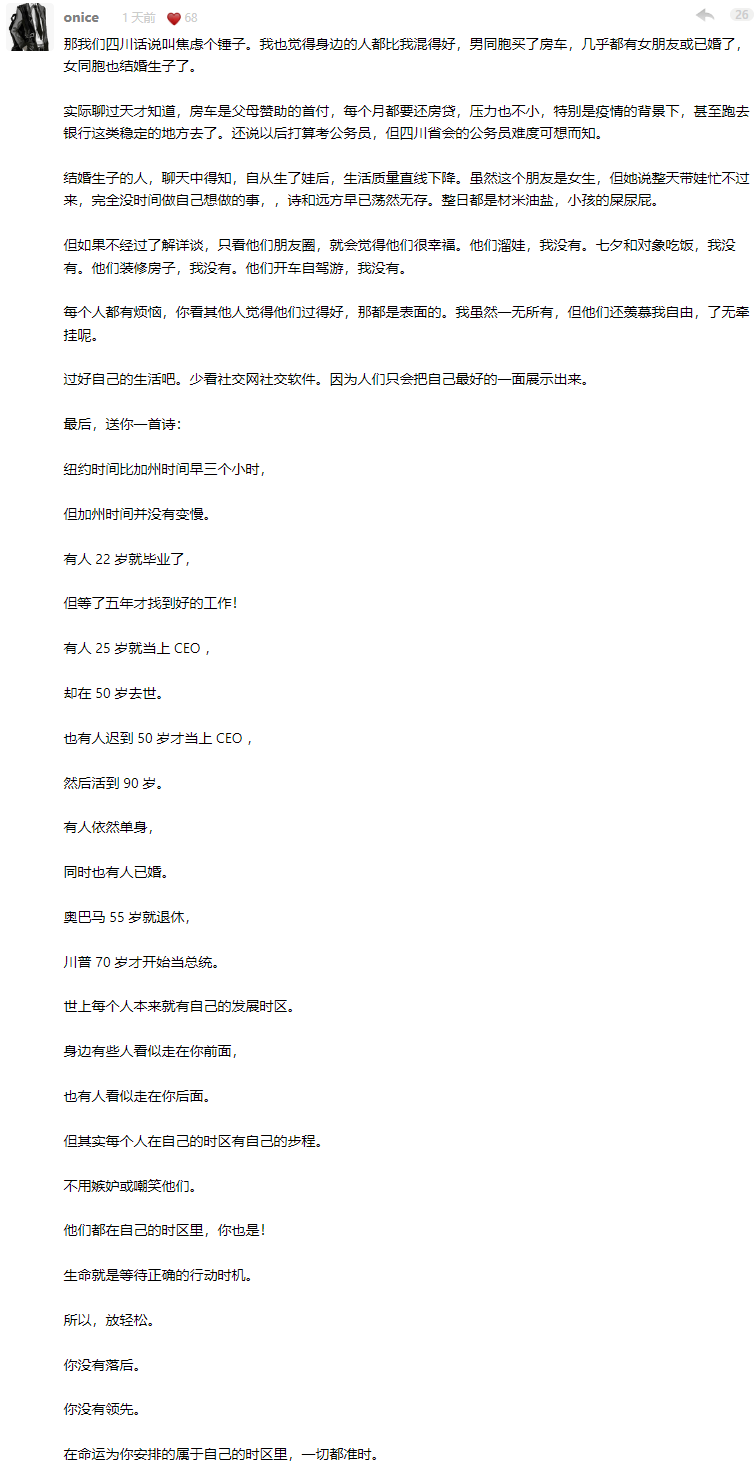 onice 1 天前 68 26
那我们四川话说叫焦虑个锤子。我也觉得身边的人都比我混得好，男同胞买了房车，几乎都有女朋友或已婚了，
女同胞也结婚生子了。
实际聊过天才知道，房车是父母赞助的首付，每个月都要还房贷，压力也不小，特别是疫情的背景下，甚至跑去
银行这类稳定的地方去了。还说以后打算考公务员，但四川省会的公务员难度可想而知。
结婚生子的人，聊天中得知，自从生了娃后，生活质量直线下降。虽然这个朋友是女生，但她说整天带娃忙不过
来，完全没时间做自己想做的事，，诗和远方早已荡然无存。整日都是材米油盐，小孩的屎尿屁。
但如果不经过了解详谈，只看他们朋友圈，就会觉得他们很幸福。他们溜娃，我没有。七夕和对象吃饭，我没
有。他们装修房子，我没有。他们开车自驾游，我没有。
每个人都有烦恼，你看其他人觉得他们过得好，那都是表面的。我虽然一无所有，但他们还羡慕我自由，了无牵
挂呢。
过好自己的生活吧。少看社交网社交软件。因为人们只会把自己最好的一面展示出来。
最后，送你一首诗：
纽约时间比加州时间早三个小时，
但加州时间并没有变慢。
有人 22 岁就毕业了，
但等了五年才找到好的工作！
有人 25 岁就当上 CEO ，
却在 50 岁去世。
也有人迟到 50 岁才当上 CEO ，
然后活到 90 岁。
有人依然单身，
同时也有人已婚。
奥巴马 55 岁就退休，
川普 70 岁才开始当总统。
世上每个人本来就有自己的发展时区。
身边有些人看似走在你前面，
也有人看似走在你后面。
但其实每个人在自己的时区有自己的步程。
不用嫉妒或嘲笑他们。
他们都在自己的时区里，你也是！
生命就是等待正确的行动时机。
所以，放轻松。
你没有落后。
你没有领先。
在命运为你安排的属于自己的时区里，一切都准时。